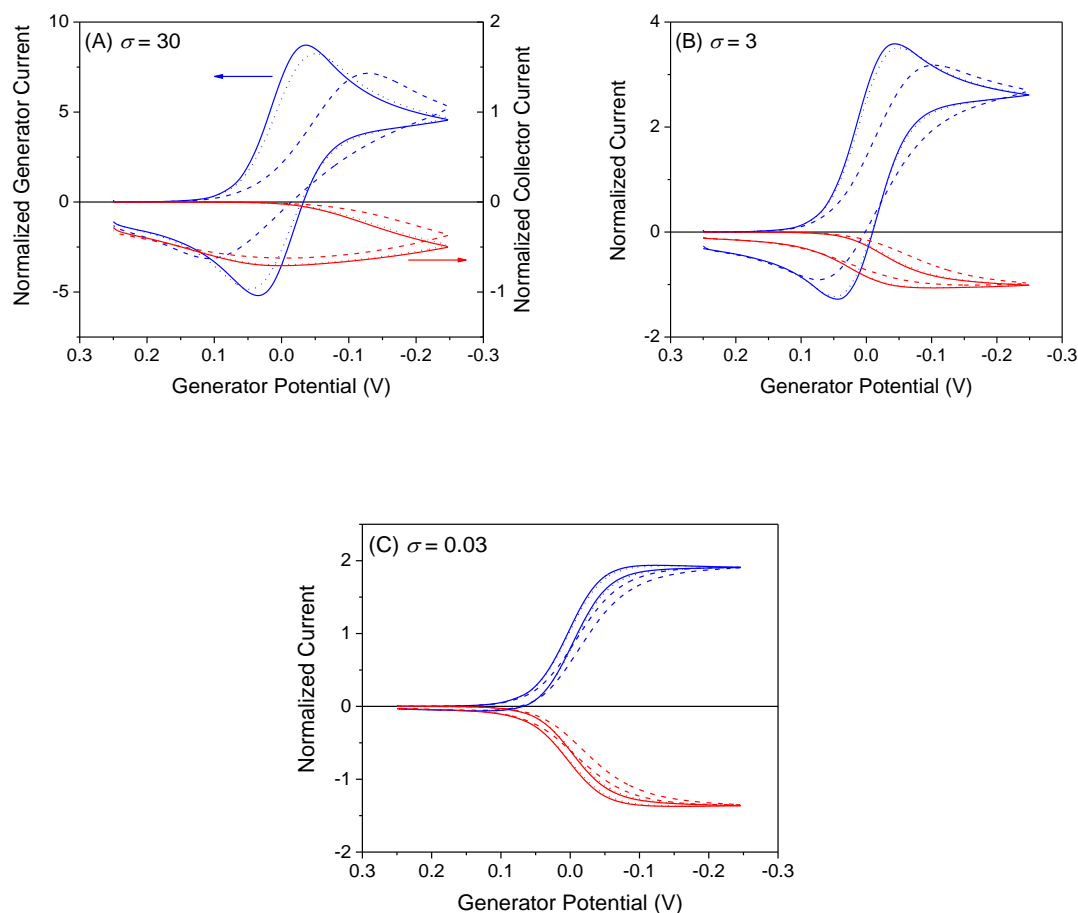 (A) σ = 30
Normalized Generator Current
10
5
0
-5
2
1
0
-1
Normalized Collector Current
0.3 0.2 0.1 0.0 -0.1 -0.2 -0.3
Generator Potential (V)
(B) σ = 3
Normalized Current
4
2
0
-2
0.3 0.2 0.1 0.0 -0.1 -0.2 -0.3
Generator Potential (V)
(C) σ = 0.03
Normalized Current
2
1
0
-1
-2
0.3 0.2 0.1 0.0 -0.1 -0.2 -0.3
Generator Potential (V)